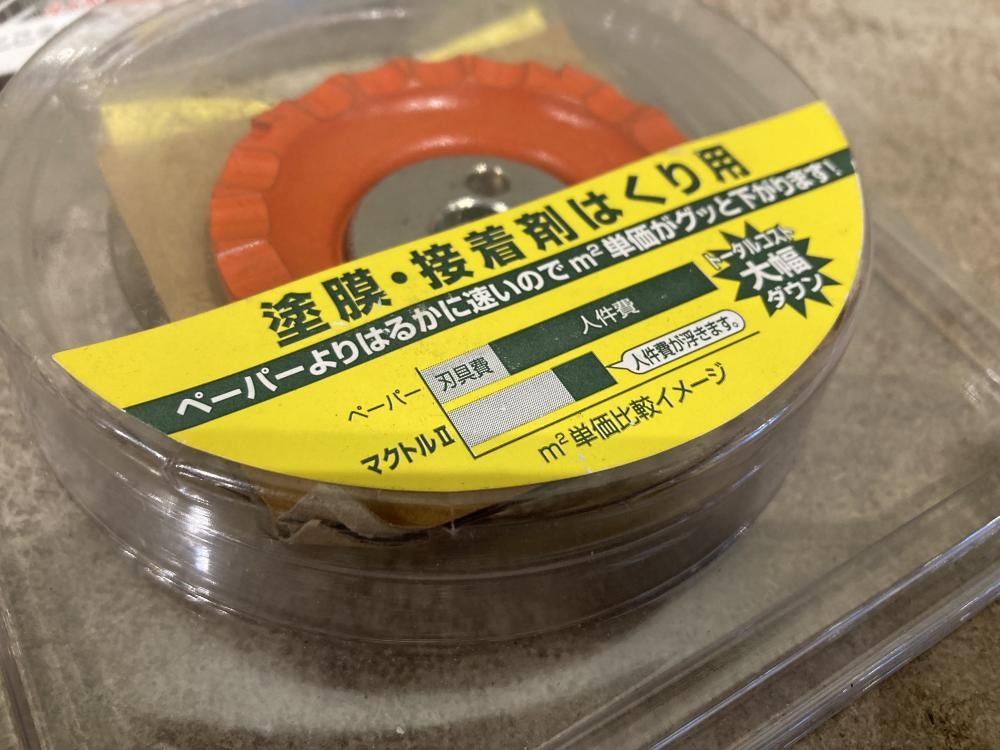 塗膜・接着剤はくり用
ペーパーよりはるかに速いのでm²単価がグッと下がります!
トータルコスト
大幅
ダウン
ペーパー 刃具費 人件費
マクトルⅡ 人件費が浮きます。
m²単価比較イメージ